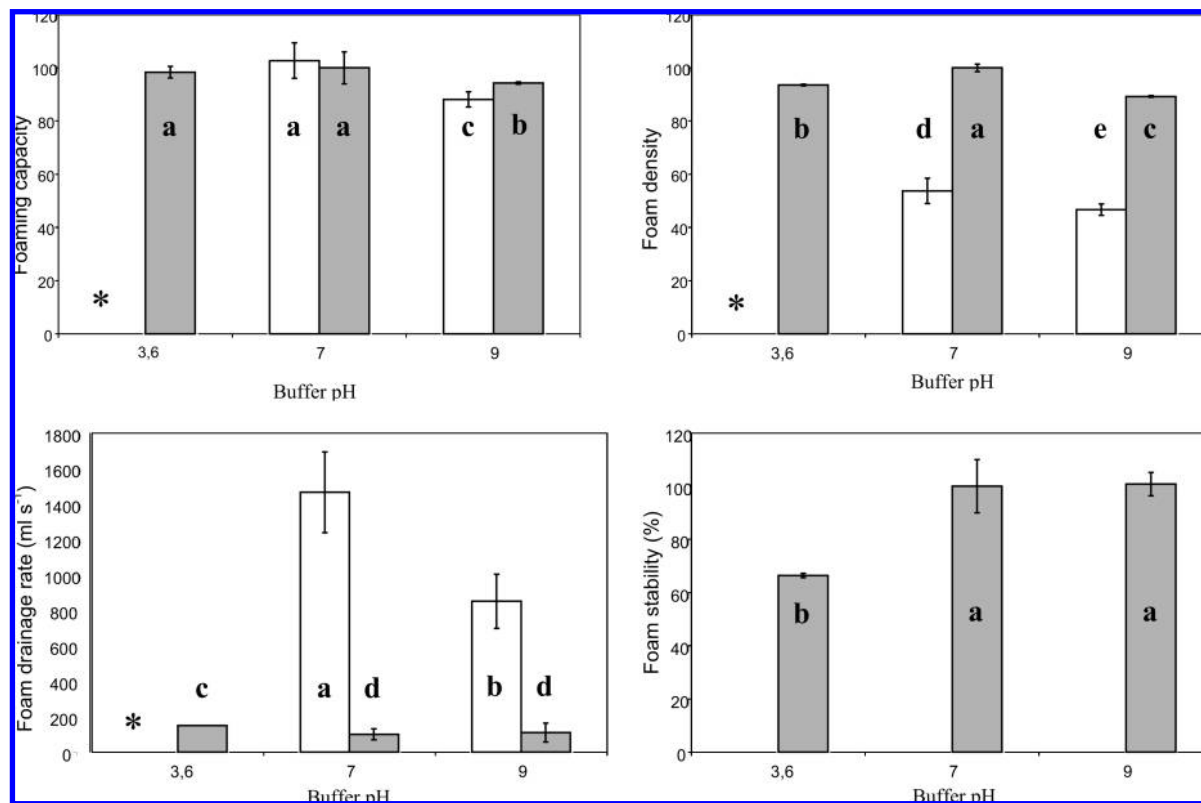 Foaming capacity
120
100
80
60
40
20
0
a
a
a
c
b
*
3,6
7
9
Buffer pH
Foam density
120
100
80
60
40
20
0
b
d
a
e
c
*
3,6
7
9
Buffer pH
Foam drainage rate (ml s⁻¹)
1800
1600
1400
1200
1000
800
600
400
200
0
*
c
a
d
b
d
3,6
7
9
Buffer pH
Foam stability (%)
120
100
80
60
40
20
0
b
a
a
3,6
7
9
Buffer pH